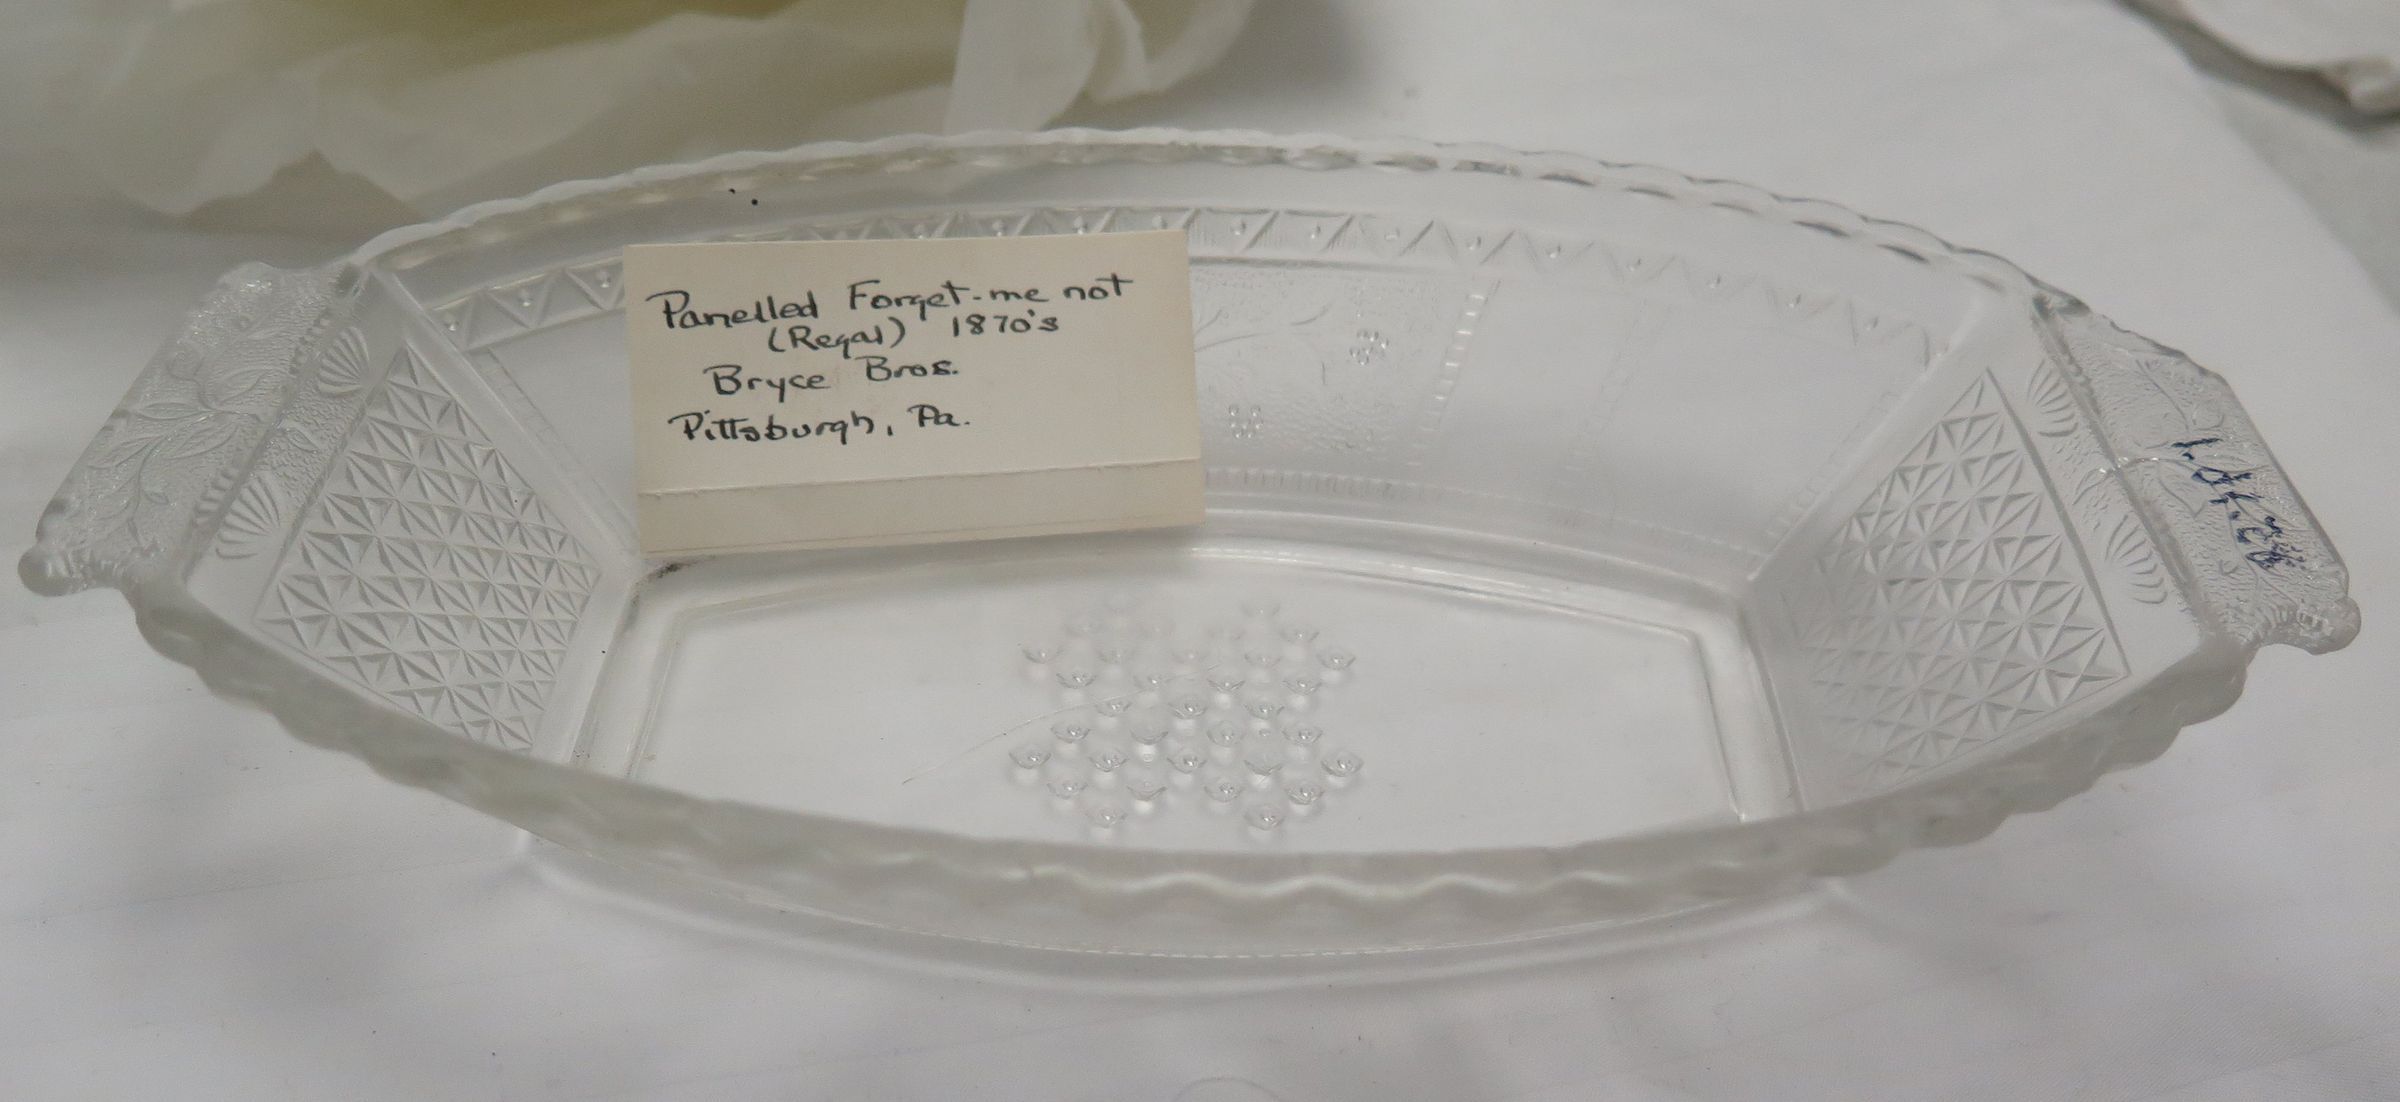 Panelled Forget-me not
(Regal) 1870's
Bryce Bros.
Pittsburgh, Pa.